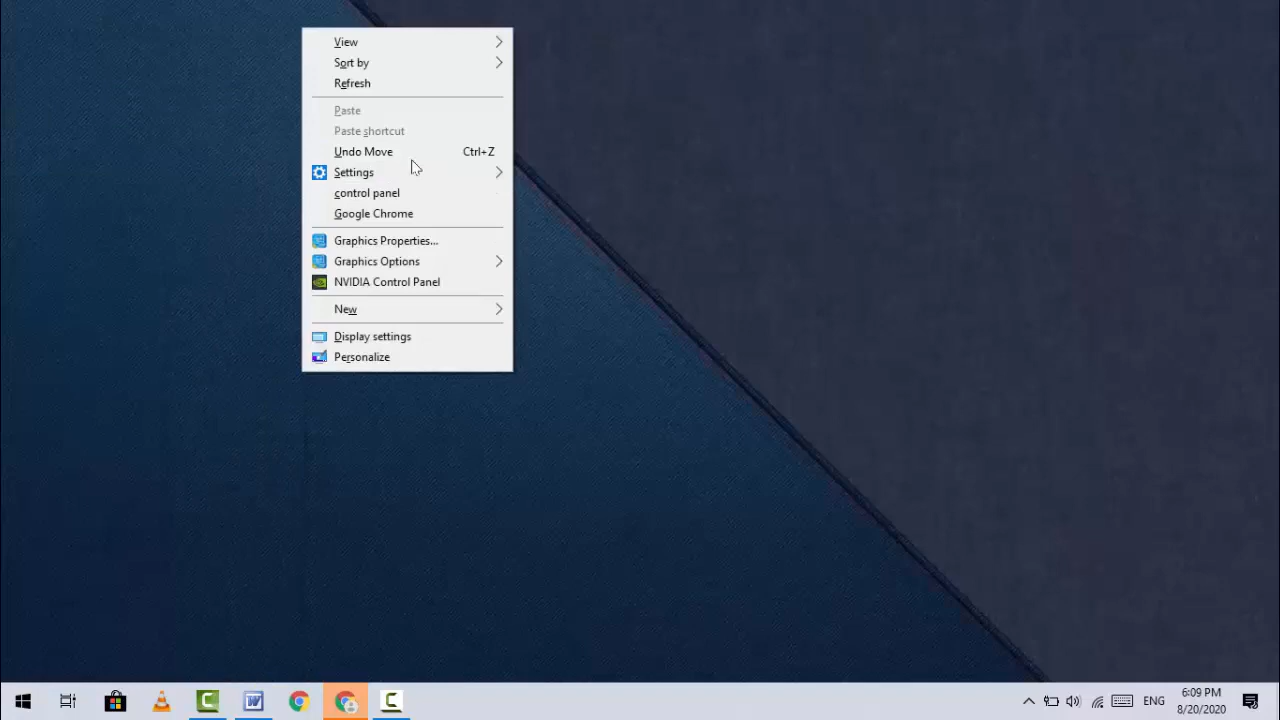 View
Sort by
Refresh
Paste
Paste shortcut
Undo Move Ctrl+Z
Settings
control panel
Google Chrome
Graphics Properties...
Graphics Options
NVIDIA Control Panel
New
Display settings
Personalize
ENG
6:09 PM
8/20/2020